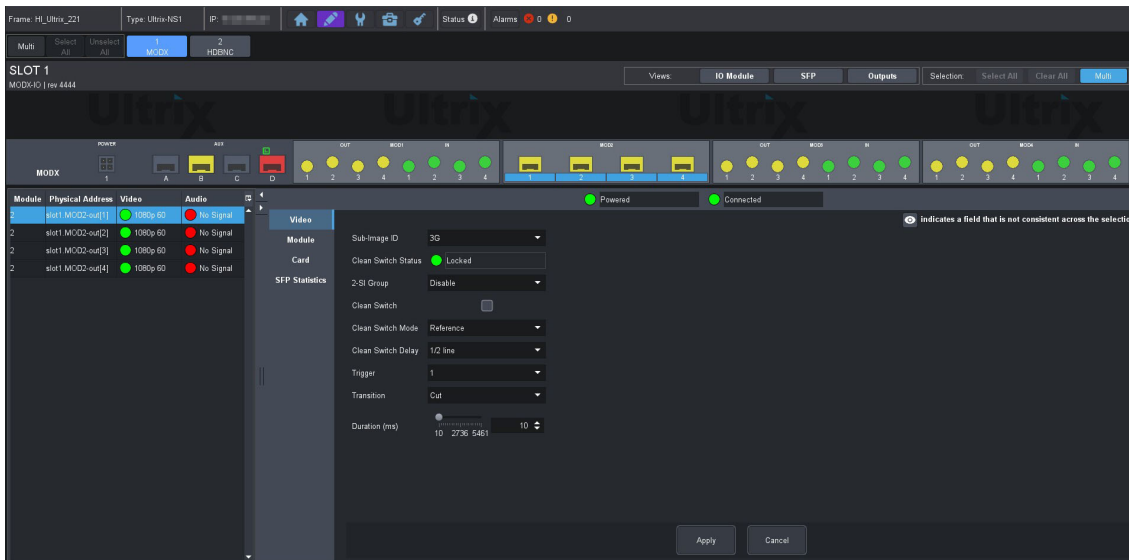 Frame: HI_Ultrix_221 Type: Ultrix-NS1 IP: Status Alarms 0 0
Multi Select All Unselect All 1 MODX 2 HDBNC
SLOT 1
MODX-IO | rev 4444
Views: IO Module SFP Outputs Selection: Select All Clear All Multi
Ultrix Ultrix Ultrix Ultrix
POWER AUX OUT MOD1 IN MOD2 OUT MOD3 IN OUT MOD4 IN
MODX
1 A B C D 1 2 3 4 1 2 3 4 1 2 3 4 1 2 3 4 1 2 3 4 1 2 3 4 1 2 3 4
Module Physical Address Video Audio
Powered Connected
2 slot1.MOD2-out[1] 1080p 60 No Signal
2 slot1.MOD2-out[2] 1080p 60 No Signal
2 slot1.MOD2-out[3] 1080p 60 No Signal
2 slot1.MOD2-out[4] 1080p 60 No Signal
Video
Module
Card
SFP Statistics
indicates a field that is not consistent across the selectio
Sub-Image ID 3G
Clean Switch Status Locked
2-SI Group Disable
Clean Switch
Clean Switch Mode Reference
Clean Switch Delay 1/2 line
Trigger 1
Transition Cut
Duration (ms) 10 2736 5461 10
Apply Cancel